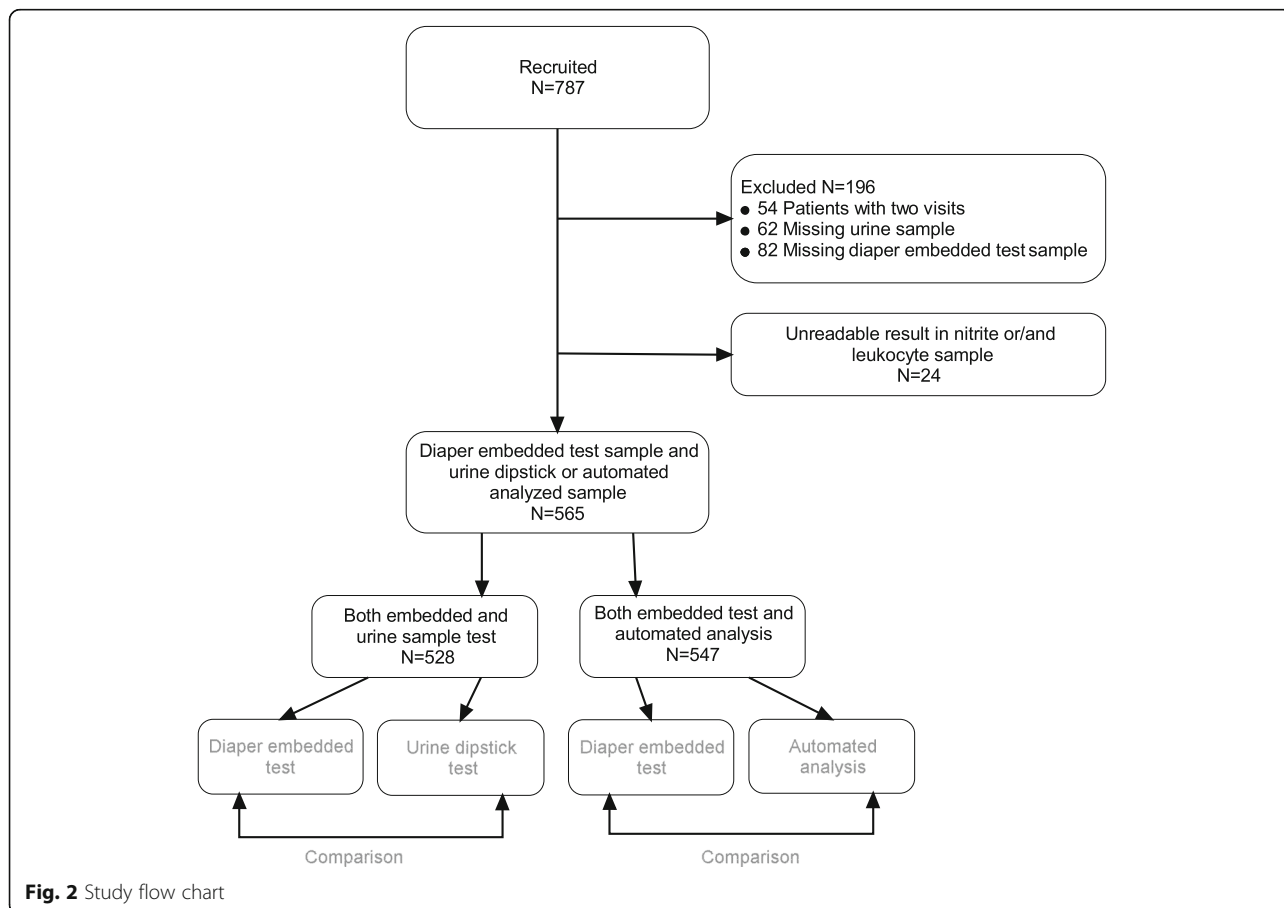 Recruited
N=787
Excluded N=196
● 54 Patients with two visits
● 62 Missing urine sample
● 82 Missing diaper embedded test sample
Unreadable result in nitrite or/and
leukocyte sample
N=24
Diaper embedded test sample and
urine dipstick or automated
analyzed sample
N=565
Both embedded and
urine sample test
N=528
Both embedded test and
automated analysis
N=547
Diaper embedded
test
Urine dipstick
test
Diaper embedded
test
Automated
analysis
Comparison
Comparison
Fig. 2 Study flow chart